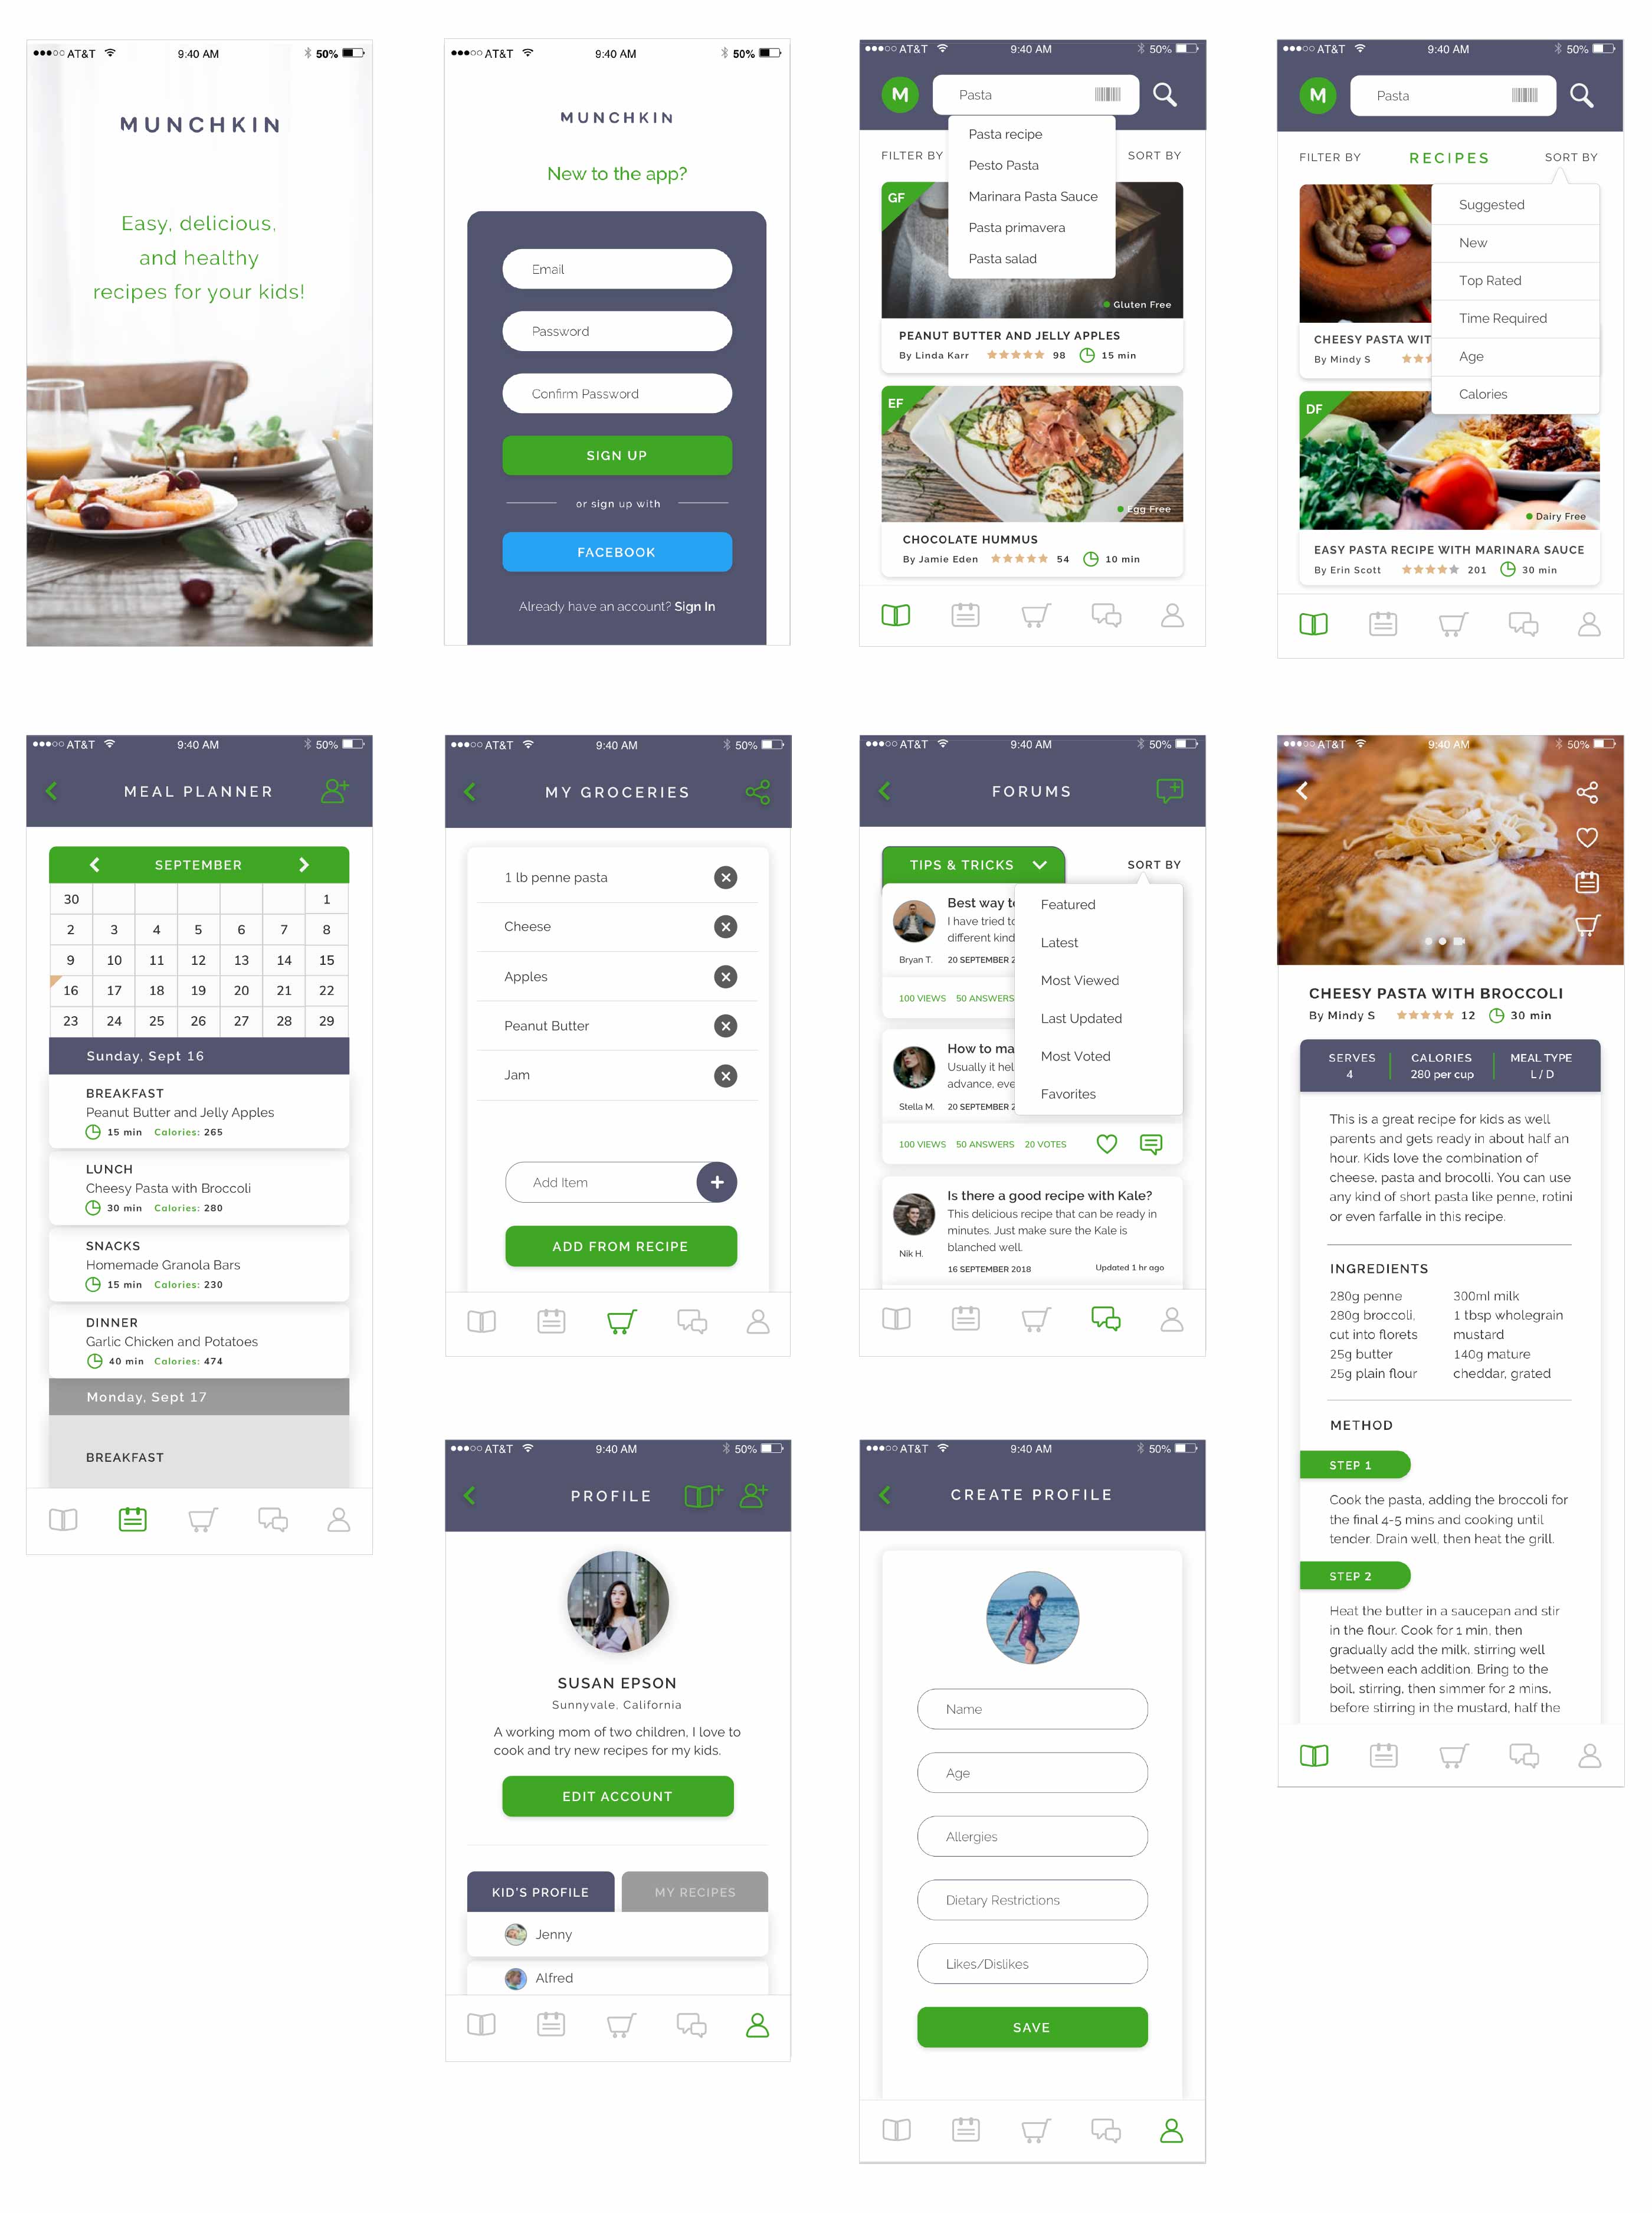 AT&T 9:40 AM 50%
MUNCHKIN
Easy, delicious,
and healthy
recipes for your kids!
AT&T 9:40 AM 50%
MUNCHKIN
New to the app?
Email
Password
Confirm Password
SIGN UP
or sign up with
FACEBOOK
Already have an account? Sign In
AT&T 9:40 AM 50%
M Pasta
Pasta recipe
Pesto Pasta
Marinara Pasta Sauce
Pasta primavera
Pasta salad
FILTER BY SORT BY
GF
Gluten Free
PEANUT BUTTER AND JELLY APPLES
By Linda Karr 98 15 min
EF
Egg Free
CHOCOLATE HUMMUS
By Jamie Eden 54 10 min
AT&T 9:40 AM 50%
M Pasta
FILTER BY RECIPES SORT BY
Suggested
New
Top Rated
Time Required
Age
Calories
CHEESY PASTA WIT
By Mindy S
DF
Dairy Free
EASY PASTA RECIPE WITH MARINARA SAUCE
By Erin Scott 201 30 min
AT&T 9:40 AM 50%
MEAL PLANNER
SEPTEMBER
30 1
2 3 4 5 6 7 8
9 10 11 12 13 14 15
16 17 18 19 20 21 22
23 24 25 26 27 28 29
Sunday, Sept 16
BREAKFAST
Peanut Butter and Jelly Apples
15 min Calories: 265
LUNCH
Cheesy Pasta with Broccoli
30 min Calories: 280
SNACKS
Homemade Granola Bars
15 min Calories: 230
DINNER
Garlic Chicken and Potatoes
40 min Calories: 474
Monday, Sept 17
BREAKFAST
AT&T 9:40 AM 50%
MY GROCERIES
1 lb penne pasta
Cheese
Apples
Peanut Butter
Jam
Add Item
ADD FROM RECIPE
AT&T 9:40 AM 50%
FORUMS
TIPS & TRICKS SORT BY
Featured
Latest
Most Viewed
Last Updated
Most Voted
Favorites
Best way t
I have tried to
different kind
Bryan T. 20 SEPTEMBER 2
100 VIEWS 50 ANSWERS
How to ma
Usually it hel
advance, eve
Stella M. 20 SEPTEMBER 2
100 VIEWS 50 ANSWERS 20 VOTES
Is there a good recipe with Kale?
This delicious recipe that can be ready in
minutes. Just make sure the Kale is
blanched well.
Nik H.
16 SEPTEMBER 2018 Updated 1 hr ago
AT&T 9:40 AM 50%
CHEESY PASTA WITH BROCCOLI
By Mindy S 12 30 min
SERVES CALORIES MEAL TYPE
4 280 per cup L / D
This is a great recipe for kids as well
parents and gets ready in about half an
hour. Kids love the combination of
cheese, pasta and brocolli. You can use
any kind of short pasta like penne, rotini
or even farfalle in this recipe.
INGREDIENTS
280g penne
280g broccoli,
cut into florets
25g butter
25g plain flour
300ml milk
1 tbsp wholegrain
mustard
140g mature
cheddar, grated
METHOD
STEP 1
Cook the pasta, adding the broccoli for
the final 4-5 mins and cooking until
tender. Drain well, then heat the grill.
STEP 2
Heat the butter in a saucepan and stir
in the flour. Cook for 1 min, then
gradually add the milk, stirring well
between each addition. Bring to the
boil, stirring, then simmer for 2 mins,
before stirring in the mustard, half the
AT&T 9:40 AM 50%
PROFILE
SUSAN EPSON
Sunnyvale, California
A working mom of two children, I love to
cook and try new recipes for my kids.
EDIT ACCOUNT
KID'S PROFILE MY RECIPES
Jenny
Alfred
AT&T 9:40 AM 50%
CREATE PROFILE
Name
Age
Allergies
Dietary Restrictions
Likes/Dislikes
SAVE